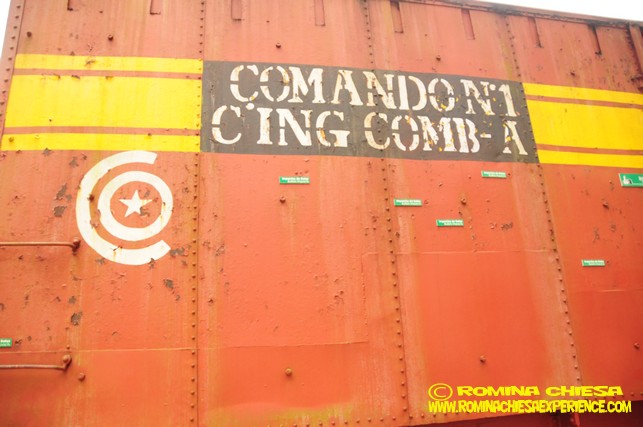 COMANDO Nº1
C´ING COMB-A
© ROMINA CHIESA
WWW.ROMINACHIESAEXPERIENCE.COM